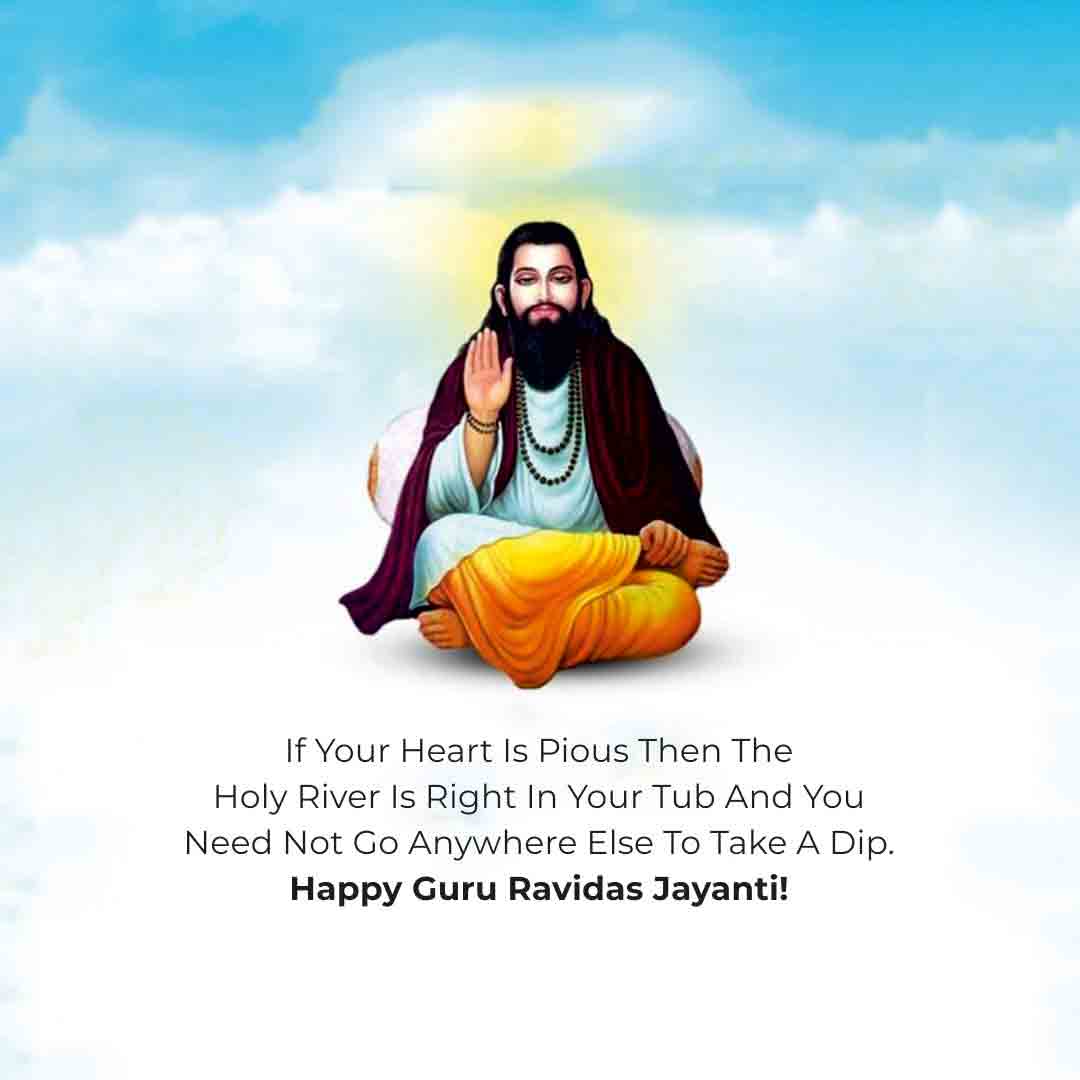 If Your Heart Is Pious Then The
Holy River Is Right In Your Tub And You
Need Not Go Anywhere Else To Take A Dip.
Happy Guru Ravidas Jayanti!